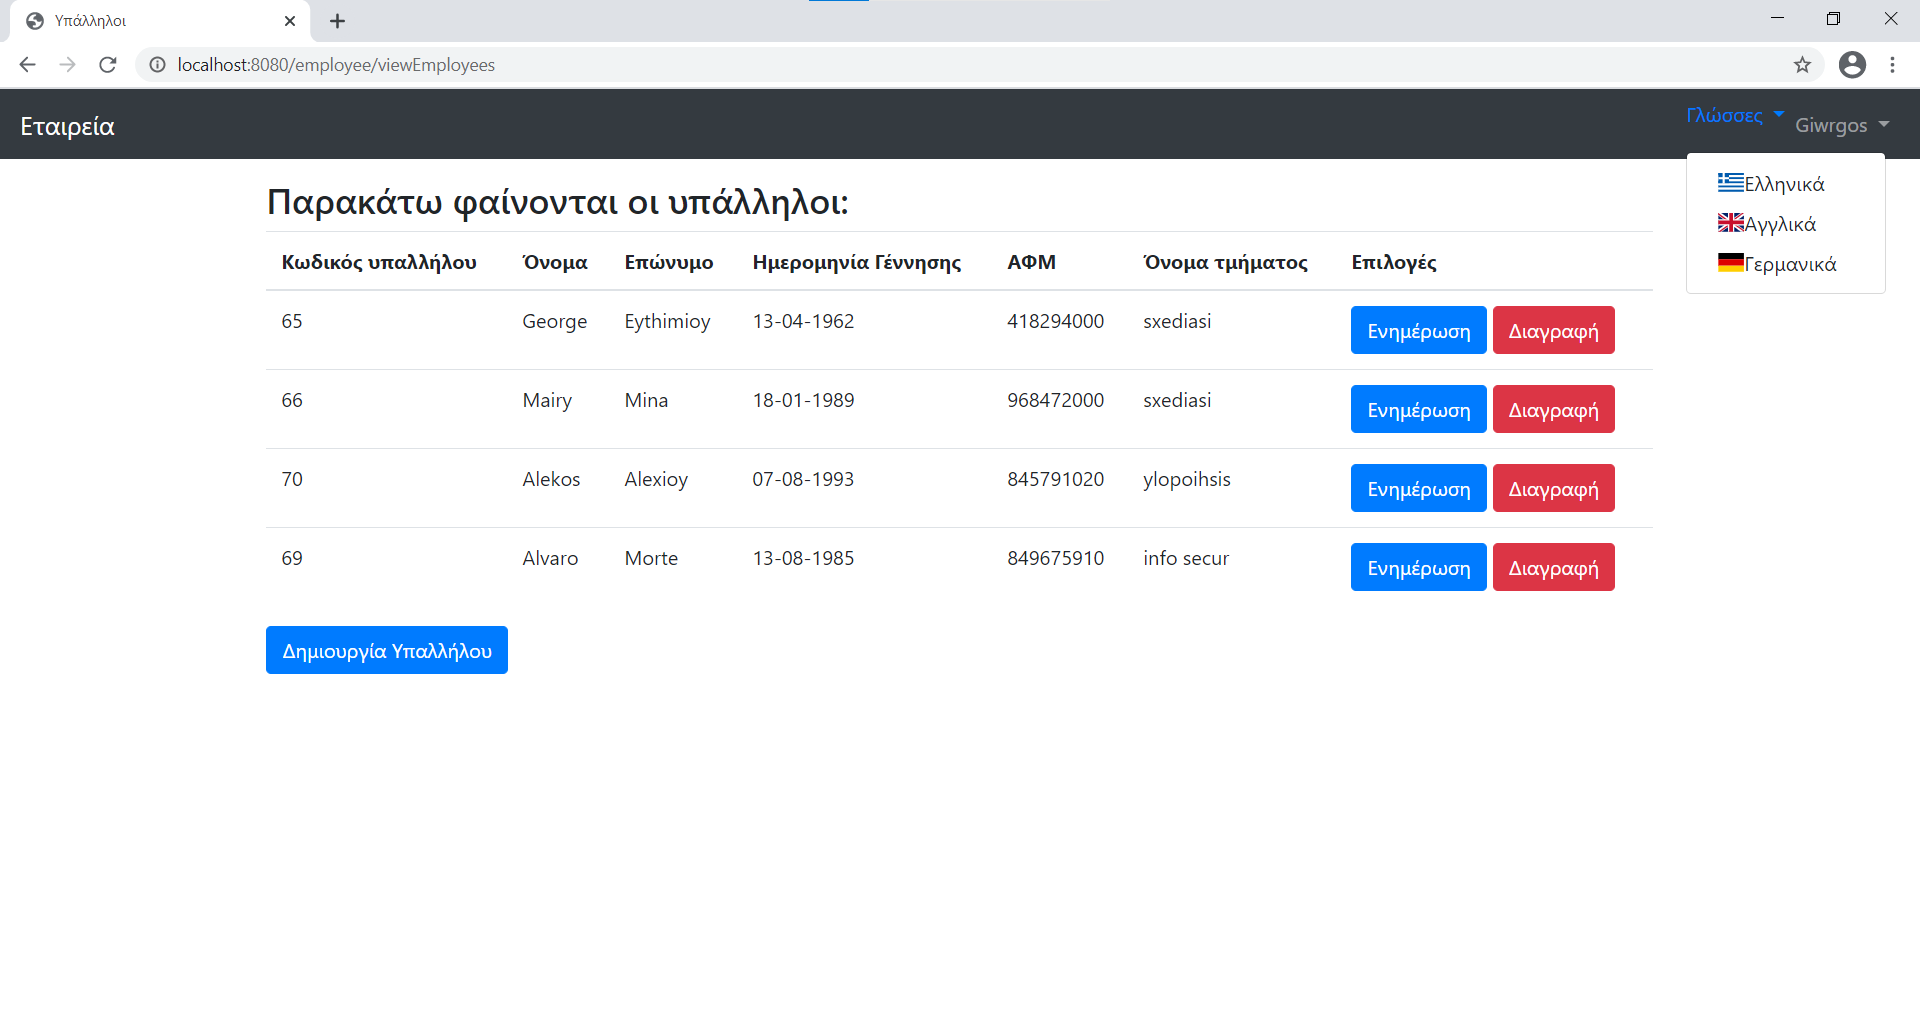 Υπάλληλοι
localhost:8080/employee/viewEmployees
Εταιρεία
Γλώσσες
Giwrgos
Ελληνικά
Αγγλικά
Γερμανικά
Παρακάτω φαίνονται οι υπάλληλοι:
Κωδικός υπαλλήλου Όνομα Επώνυμο Ημερομηνία Γέννησης ΑΦΜ Όνομα τμήματος Επιλογές
65 George Eythimioy 13-04-1962 418294000 sxediasi Ενημέρωση Διαγραφή
66 Mairy Mina 18-01-1989 968472000 sxediasi Ενημέρωση Διαγραφή
70 Alekos Alexioy 07-08-1993 845791020 ylopoihsis Ενημέρωση Διαγραφή
69 Alvaro Morte 13-08-1985 849675910 info secur Ενημέρωση Διαγραφή
Δημιουργία Υπαλλήλου